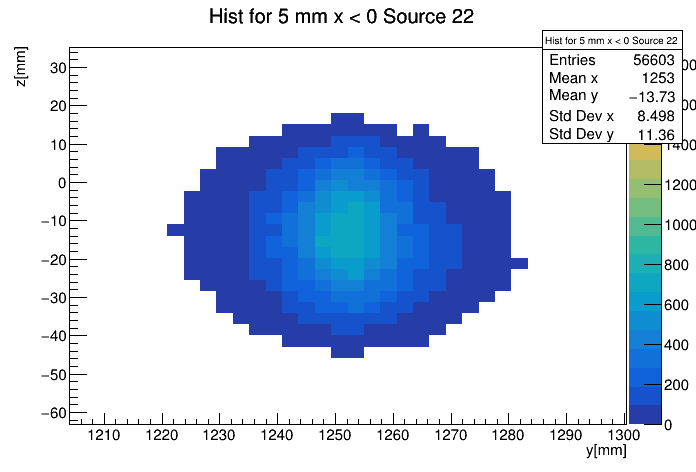 Hist for 5 mm x < 0 Source 22
Hist for 5 mm x < 0 Source 22
Entries 56603
Mean x 1253
Mean y −13.73
Std Dev x 8.498
Std Dev y 11.36
z[mm]
30
20
10
0
−10
−20
−30
−40
−50
−60
1210 1220 1230 1240 1250 1260 1270 1280 1290 1300
y[mm]
1400
1200
1000
800
600
400
200
0